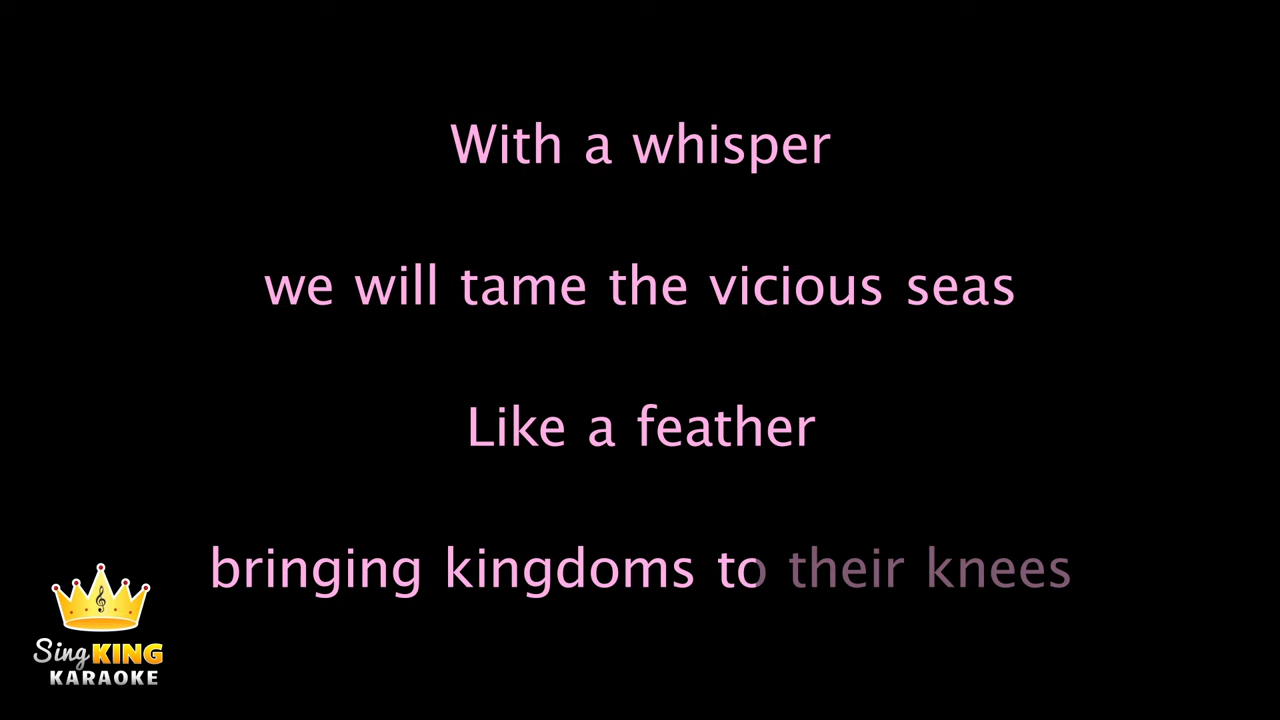 With a whisper
we will tame the vicious seas
Like a feather
bringing kingdoms to their knees
Sing KING
KARAOKE